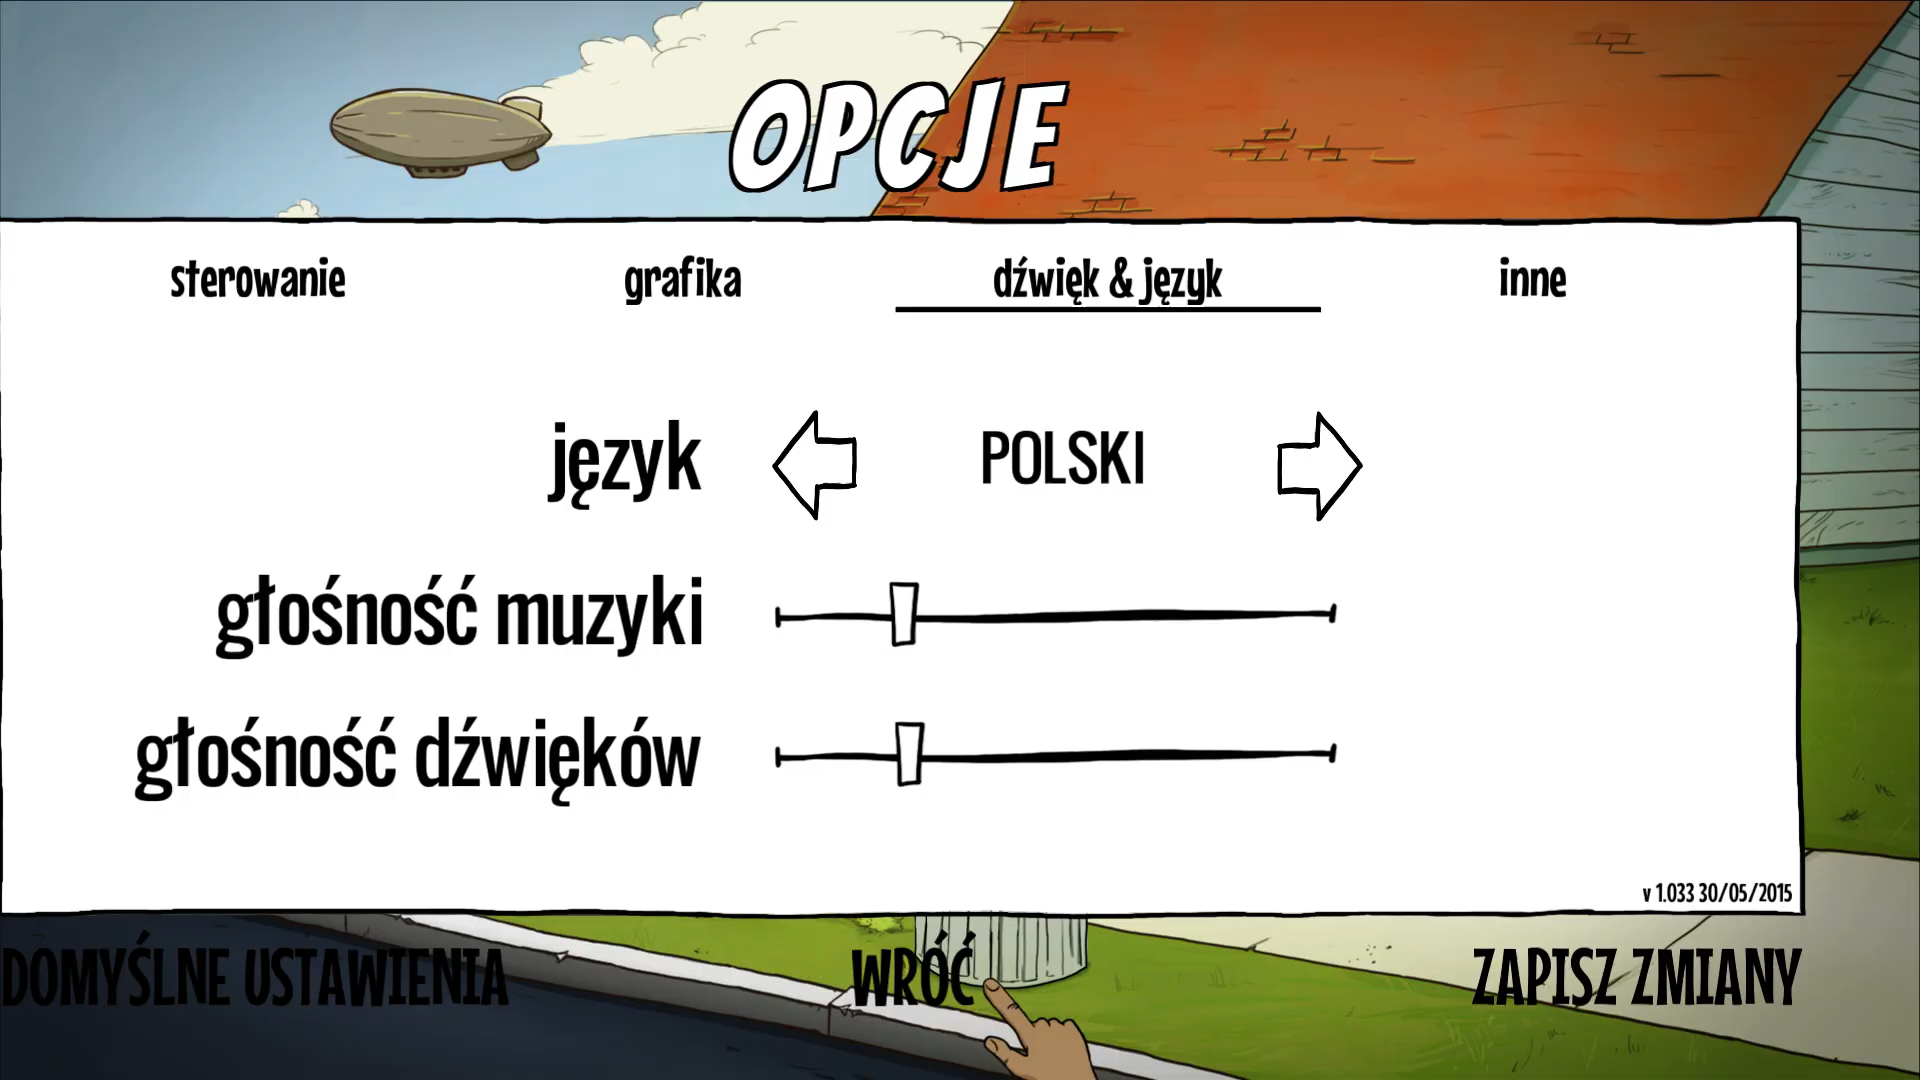 OPCJE
sterowanie grafika dźwięk & język inne
język POLSKI
głośność muzyki
głośność dźwięków
v 1.033 30/05/2015
DOMYŚLNE USTAWIENIA WRÓĆ ZAPISZ ZMIANY